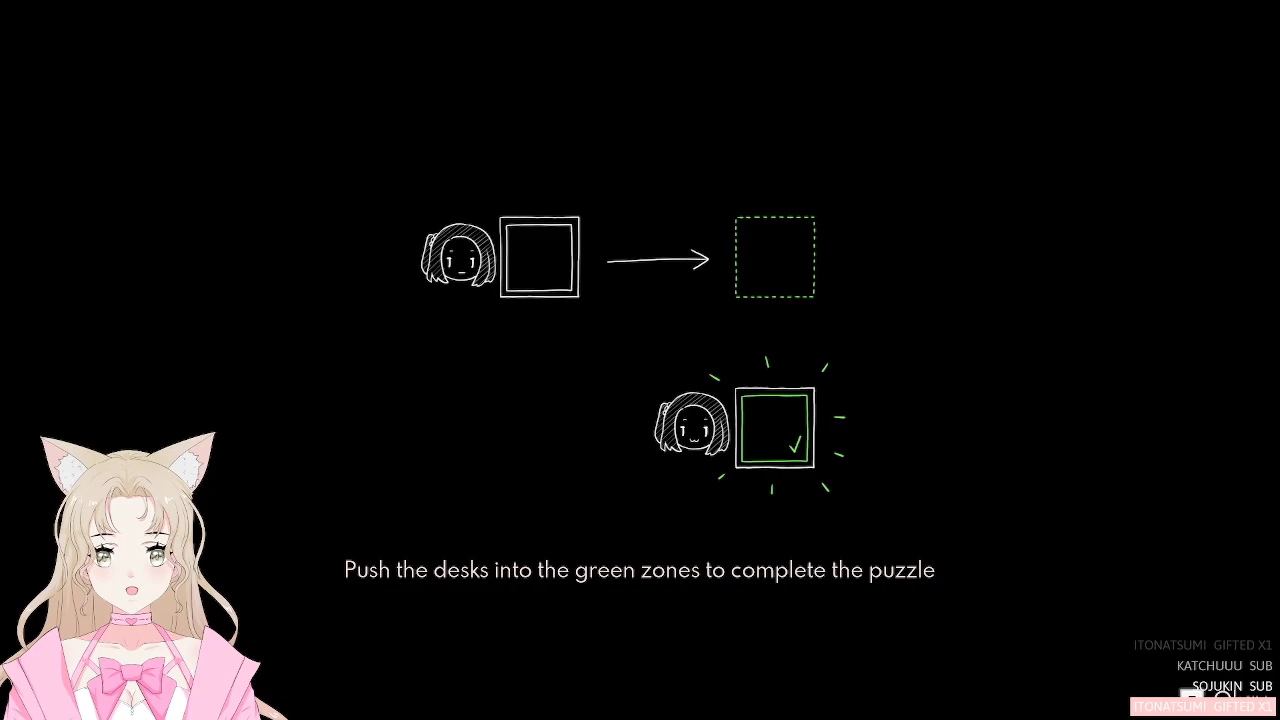 Push the desks into the green zones to complete the puzzle
ITONATSUMI GIFTED X1
KATCHUUU SUB
SOJUKIN SUB
ITONATSUMI GIFTED X1